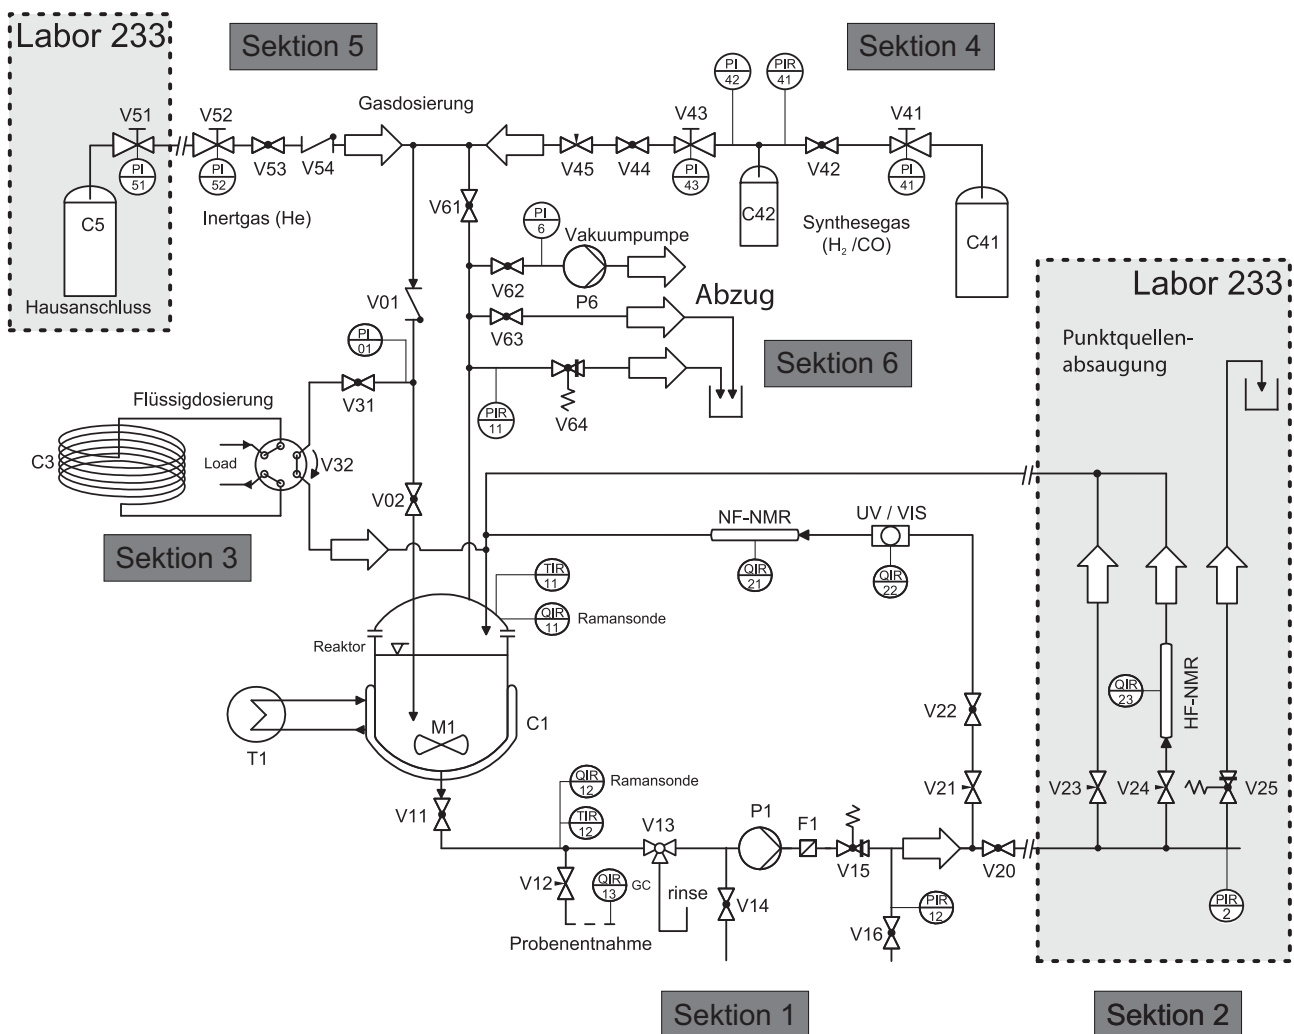 Labor 233
Sektion 5
Sektion 4
PI
42
PIR
41
V51
V52
Gasdosierung
V43
V41
PI
51
PI
52
V53
V54
V45
V44
PI
43
V42
PI
41
C5
Inertgas (He)
V61
PI
6
Vakuumpumpe
C42
Synthesegas
(H2 /CO)
C41
Hausanschluss
V62
P6
Abzug
Labor 233
V01
PI
01
V63
Sektion 6
Punktquellen-
absaugung
V31
PIR
11
V64
Flüssigdosierung
C3
Load
V32
V02
NF-NMR
UV / VIS
Sektion 3
QIR
21
QIR
22
TIR
11
QIR
11
Ramansonde
Reaktor
QIR
23
HF-NMR
T1
M1
C1
V22
QIR
12
Ramansonde
V11
TIR
12
V13
P1
F1
V21
V23
V24
V25
V12
QIR
13
GC
rinse
V14
V15
V20
PIR
12
PIR
2
Probenentnahme
V16
Sektion 1
Sektion 2